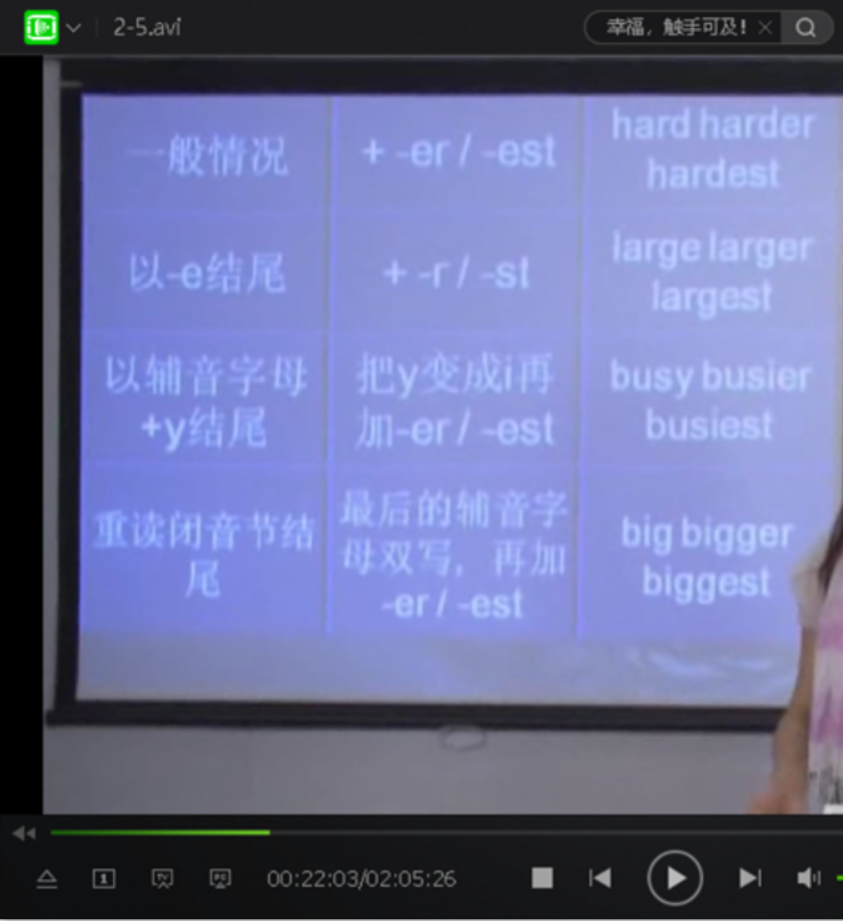 2-5.avi
幸福，触手可及!
一般情况
+ -er / -est
hard harder
hardest
以-e结尾
+ -r / -st
large larger
largest
以辅音字母
+y结尾
把y变成i再
加-er / -est
busy busier
busiest
重读闭音节结
尾
最后的辅音字
母双写，再加
-er / -est
big bigger
biggest
1
TV
PC
00:22:03/02:05:26